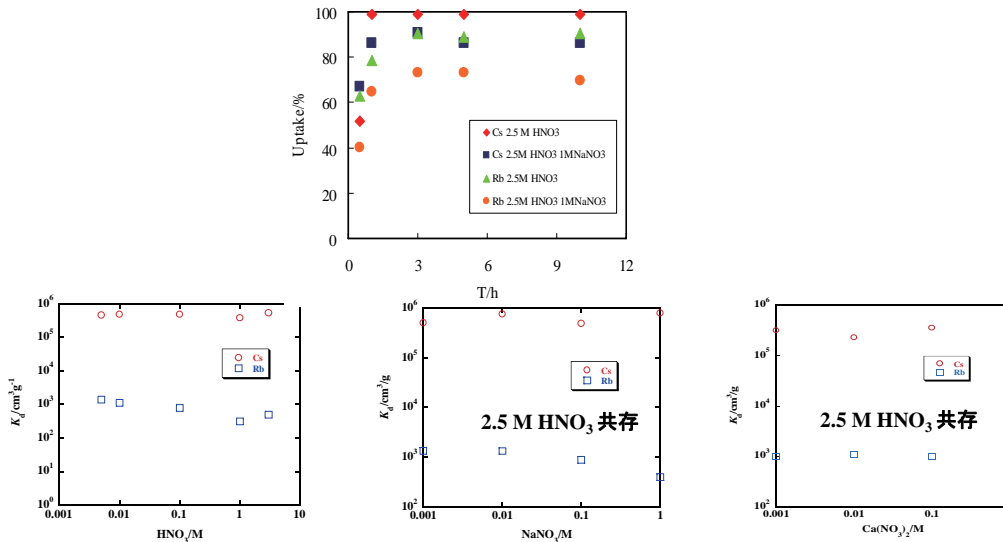 100
80
60
40
20
0
Uptake/%
Cs 2.5 M HNO3
Cs 2.5M HNO3 1MNaNO3
Rb 2.5M HNO3
Rb 2.5M HNO3 1MNaNO3
0 3 6 9 12
T/h
10⁶
10⁵
10⁴
10³
10²
10¹
10⁰
K_d/cm³g⁻¹
Cs
Rb
0.001 0.01 0.1 1 10
HNO₃/M
10⁶
10⁵
10⁴
10³
10²
K_d/cm³/g
Cs
Rb
2.5 M HNO₃ 共存
0.001 0.01 0.1 1
NaNO₃/M
10⁶
10⁵
10⁴
10³
10²
K_d/cm³/g
Cs
Rb
2.5 M HNO₃ 共存
0.001 0.01 0.1 1
Ca(NO₃)₂/M